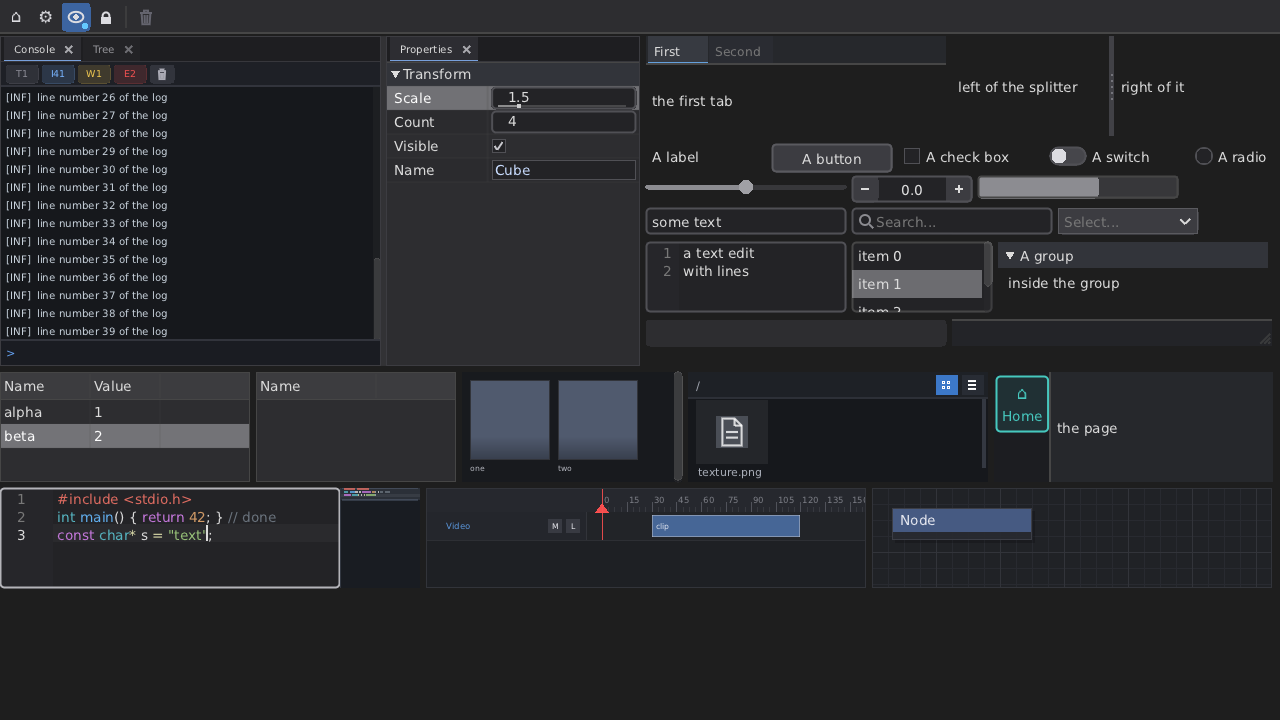 Console
Tree
T1
I41
W1
E2
[INF] line number 26 of the log
[INF] line number 27 of the log
[INF] line number 28 of the log
[INF] line number 29 of the log
[INF] line number 30 of the log
[INF] line number 31 of the log
[INF] line number 32 of the log
[INF] line number 33 of the log
[INF] line number 34 of the log
[INF] line number 35 of the log
[INF] line number 36 of the log
[INF] line number 37 of the log
[INF] line number 38 of the log
[INF] line number 39 of the log
>
Properties
Transform
Scale 1.5
Count 4
Visible
Name Cube
First Second
the first tab
left of the splitter
right of it
A label
A button
A check box
A switch
A radio
0.0
some text
Search...
Select...
1 a text edit
2 with lines
item 0
item 1
item 2
A group
inside the group
Name Value
alpha 1
beta 2
Name
one
two
/
texture.png
Home
the page
1 #include <stdio.h>
2 int main() { return 42; } // done
3 const char* s = "text";
0 15 30 45 60 75 90 105 120 135 150
Video M L
clip
Node